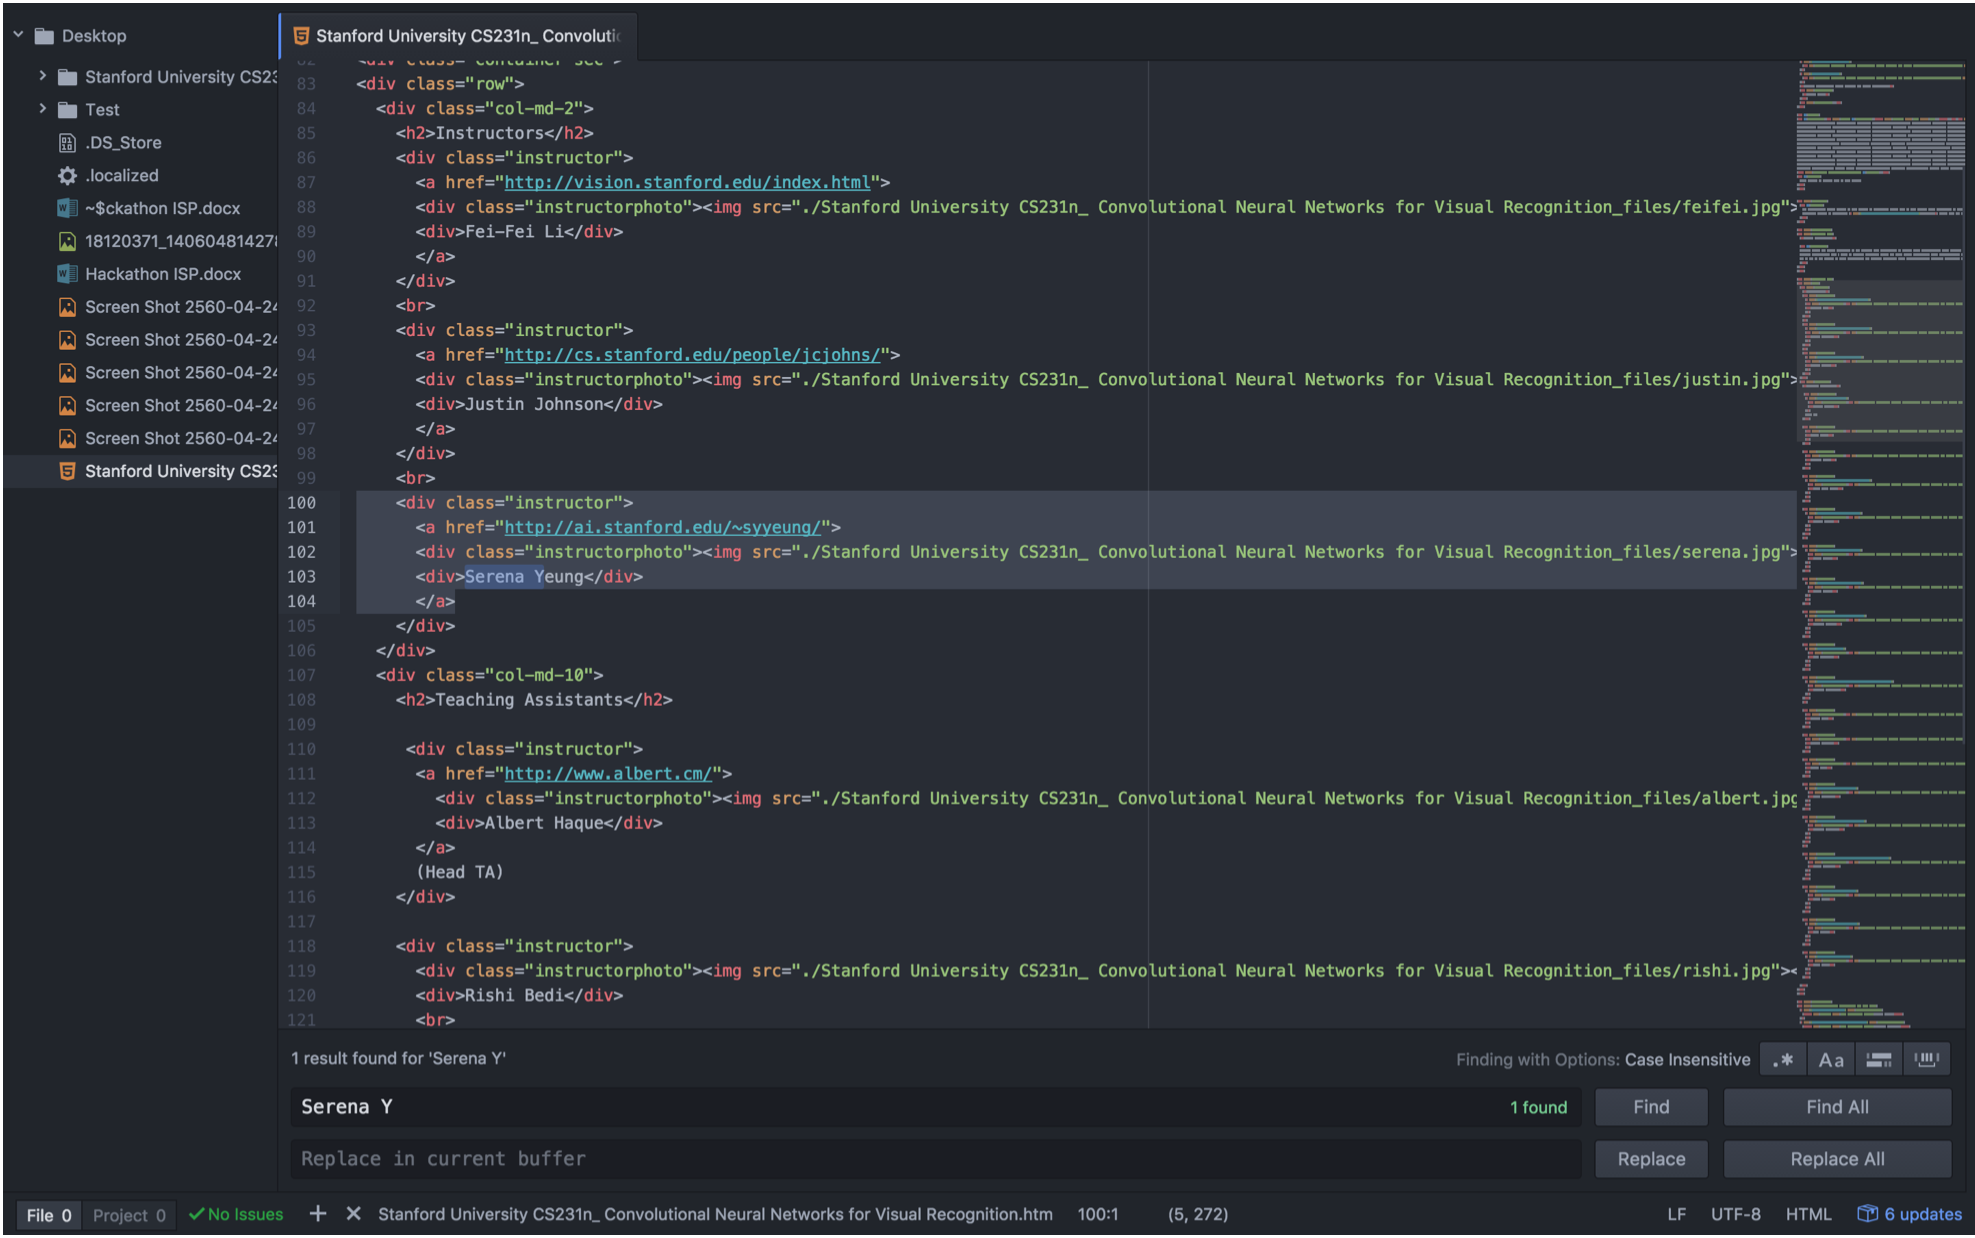 Desktop
Stanford University CS23
Test
.DS_Store
.localized
~$ckathon ISP.docx
18120371_140604814278
Hackathon ISP.docx
Screen Shot 2560-04-24
Screen Shot 2560-04-24
Screen Shot 2560-04-24
Screen Shot 2560-04-24
Screen Shot 2560-04-24
Stanford University CS23
Stanford University CS231n_ Convolutio
82 <div class="container sec">
83 <div class="row">
84 <div class="col-md-2">
85 <h2>Instructors</h2>
86 <div class="instructor">
87 <a href="http://vision.stanford.edu/index.html">
88 <div class="instructorphoto"><img src="./Stanford University CS231n_ Convolutional Neural Networks for Visual Recognition_files/feifei.jpg">
89 <div>Fei-Fei Li</div>
90 </a>
91 </div>
92 <br>
93 <div class="instructor">
94 <a href="http://cs.stanford.edu/people/jcjohns/">
95 <div class="instructorphoto"><img src="./Stanford University CS231n_ Convolutional Neural Networks for Visual Recognition_files/justin.jpg">
96 <div>Justin Johnson</div>
97 </a>
98 </div>
99 <br>
100 <div class="instructor">
101 <a href="http://ai.stanford.edu/~syyeung/">
102 <div class="instructorphoto"><img src="./Stanford University CS231n_ Convolutional Neural Networks for Visual Recognition_files/serena.jpg">
103 <div>Serena Yeung</div>
104 </a>
105 </div>
106 </div>
107 <div class="col-md-10">
108 <h2>Teaching Assistants</h2>
109
110 <div class="instructor">
111 <a href="http://www.albert.cm/">
112 <div class="instructorphoto"><img src="./Stanford University CS231n_ Convolutional Neural Networks for Visual Recognition_files/albert.jpg
113 <div>Albert Haque</div>
114 </a>
115 (Head TA)
116 </div>
117
118 <div class="instructor">
119 <div class="instructorphoto"><img src="./Stanford University CS231n_ Convolutional Neural Networks for Visual Recognition_files/rishi.jpg"><
120 <div>Rishi Bedi</div>
121 <br>
1 result found for 'Serena Y'
Finding with Options: Case Insensitive .* Aa
Serena Y 1 found Find Find All
Replace in current buffer Replace Replace All
File 0 Project 0 No Issues + × Stanford University CS231n_ Convolutional Neural Networks for Visual Recognition.htm 100:1 (5, 272) LF UTF-8 HTML 6 updates